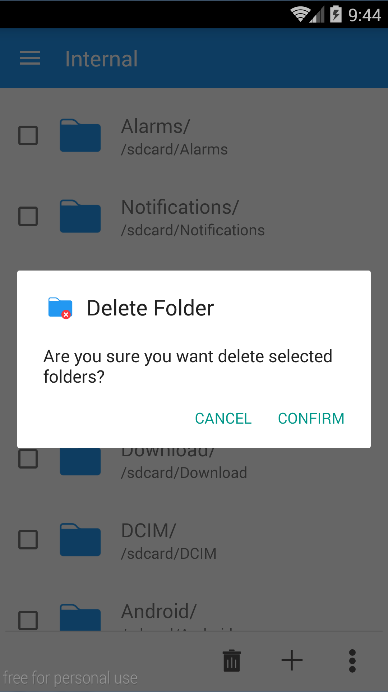 9:44
Internal
Alarms/
/sdcard/Alarms
Notifications/
/sdcard/Notifications
Delete Folder
Are you sure you want delete selected
folders?
CANCEL CONFIRM
Download/
/sdcard/Download
DCIM/
/sdcard/DCIM
Android/
free for personal use